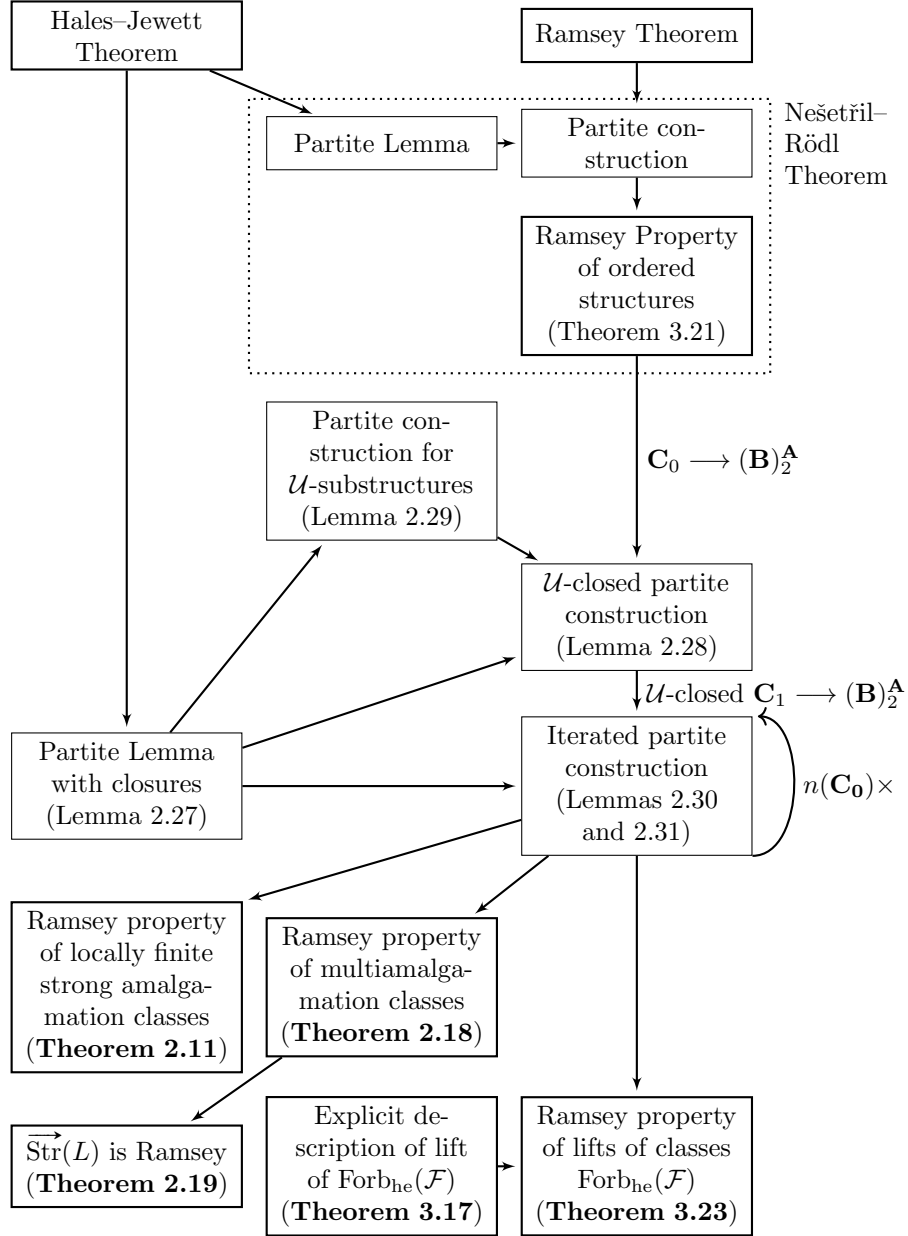 Hales–Jewett
Theorem
Ramsey Theorem
Nešetřil–
Rödl
Theorem
Partite Lemma
Partite con-
struction
Ramsey Property
of ordered
structures
(Theorem 3.21)
Partite con-
struction for
𝒰-substructures
(Lemma 2.29)
C₀ ⟶ (B)₂ᴬ
𝒰-closed partite
construction
(Lemma 2.28)
𝒰-closed C₁ ⟶ (B)₂ᴬ
Partite Lemma
with closures
(Lemma 2.27)
Iterated partite
construction
(Lemmas 2.30
and 2.31)
n(C₀)×
Ramsey property
of locally finite
strong amalga-
mation classes
(Theorem 2.11)
Ramsey property
of multiamalga-
mation classes
(Theorem 2.18)
S⃗tr(L) is Ramsey
(Theorem 2.19)
Explicit de-
scription of lift
of Forbₕₑ(ℱ)
(Theorem 3.17)
Ramsey property
of lifts of classes
Forbₕₑ(ℱ)
(Theorem 3.23)